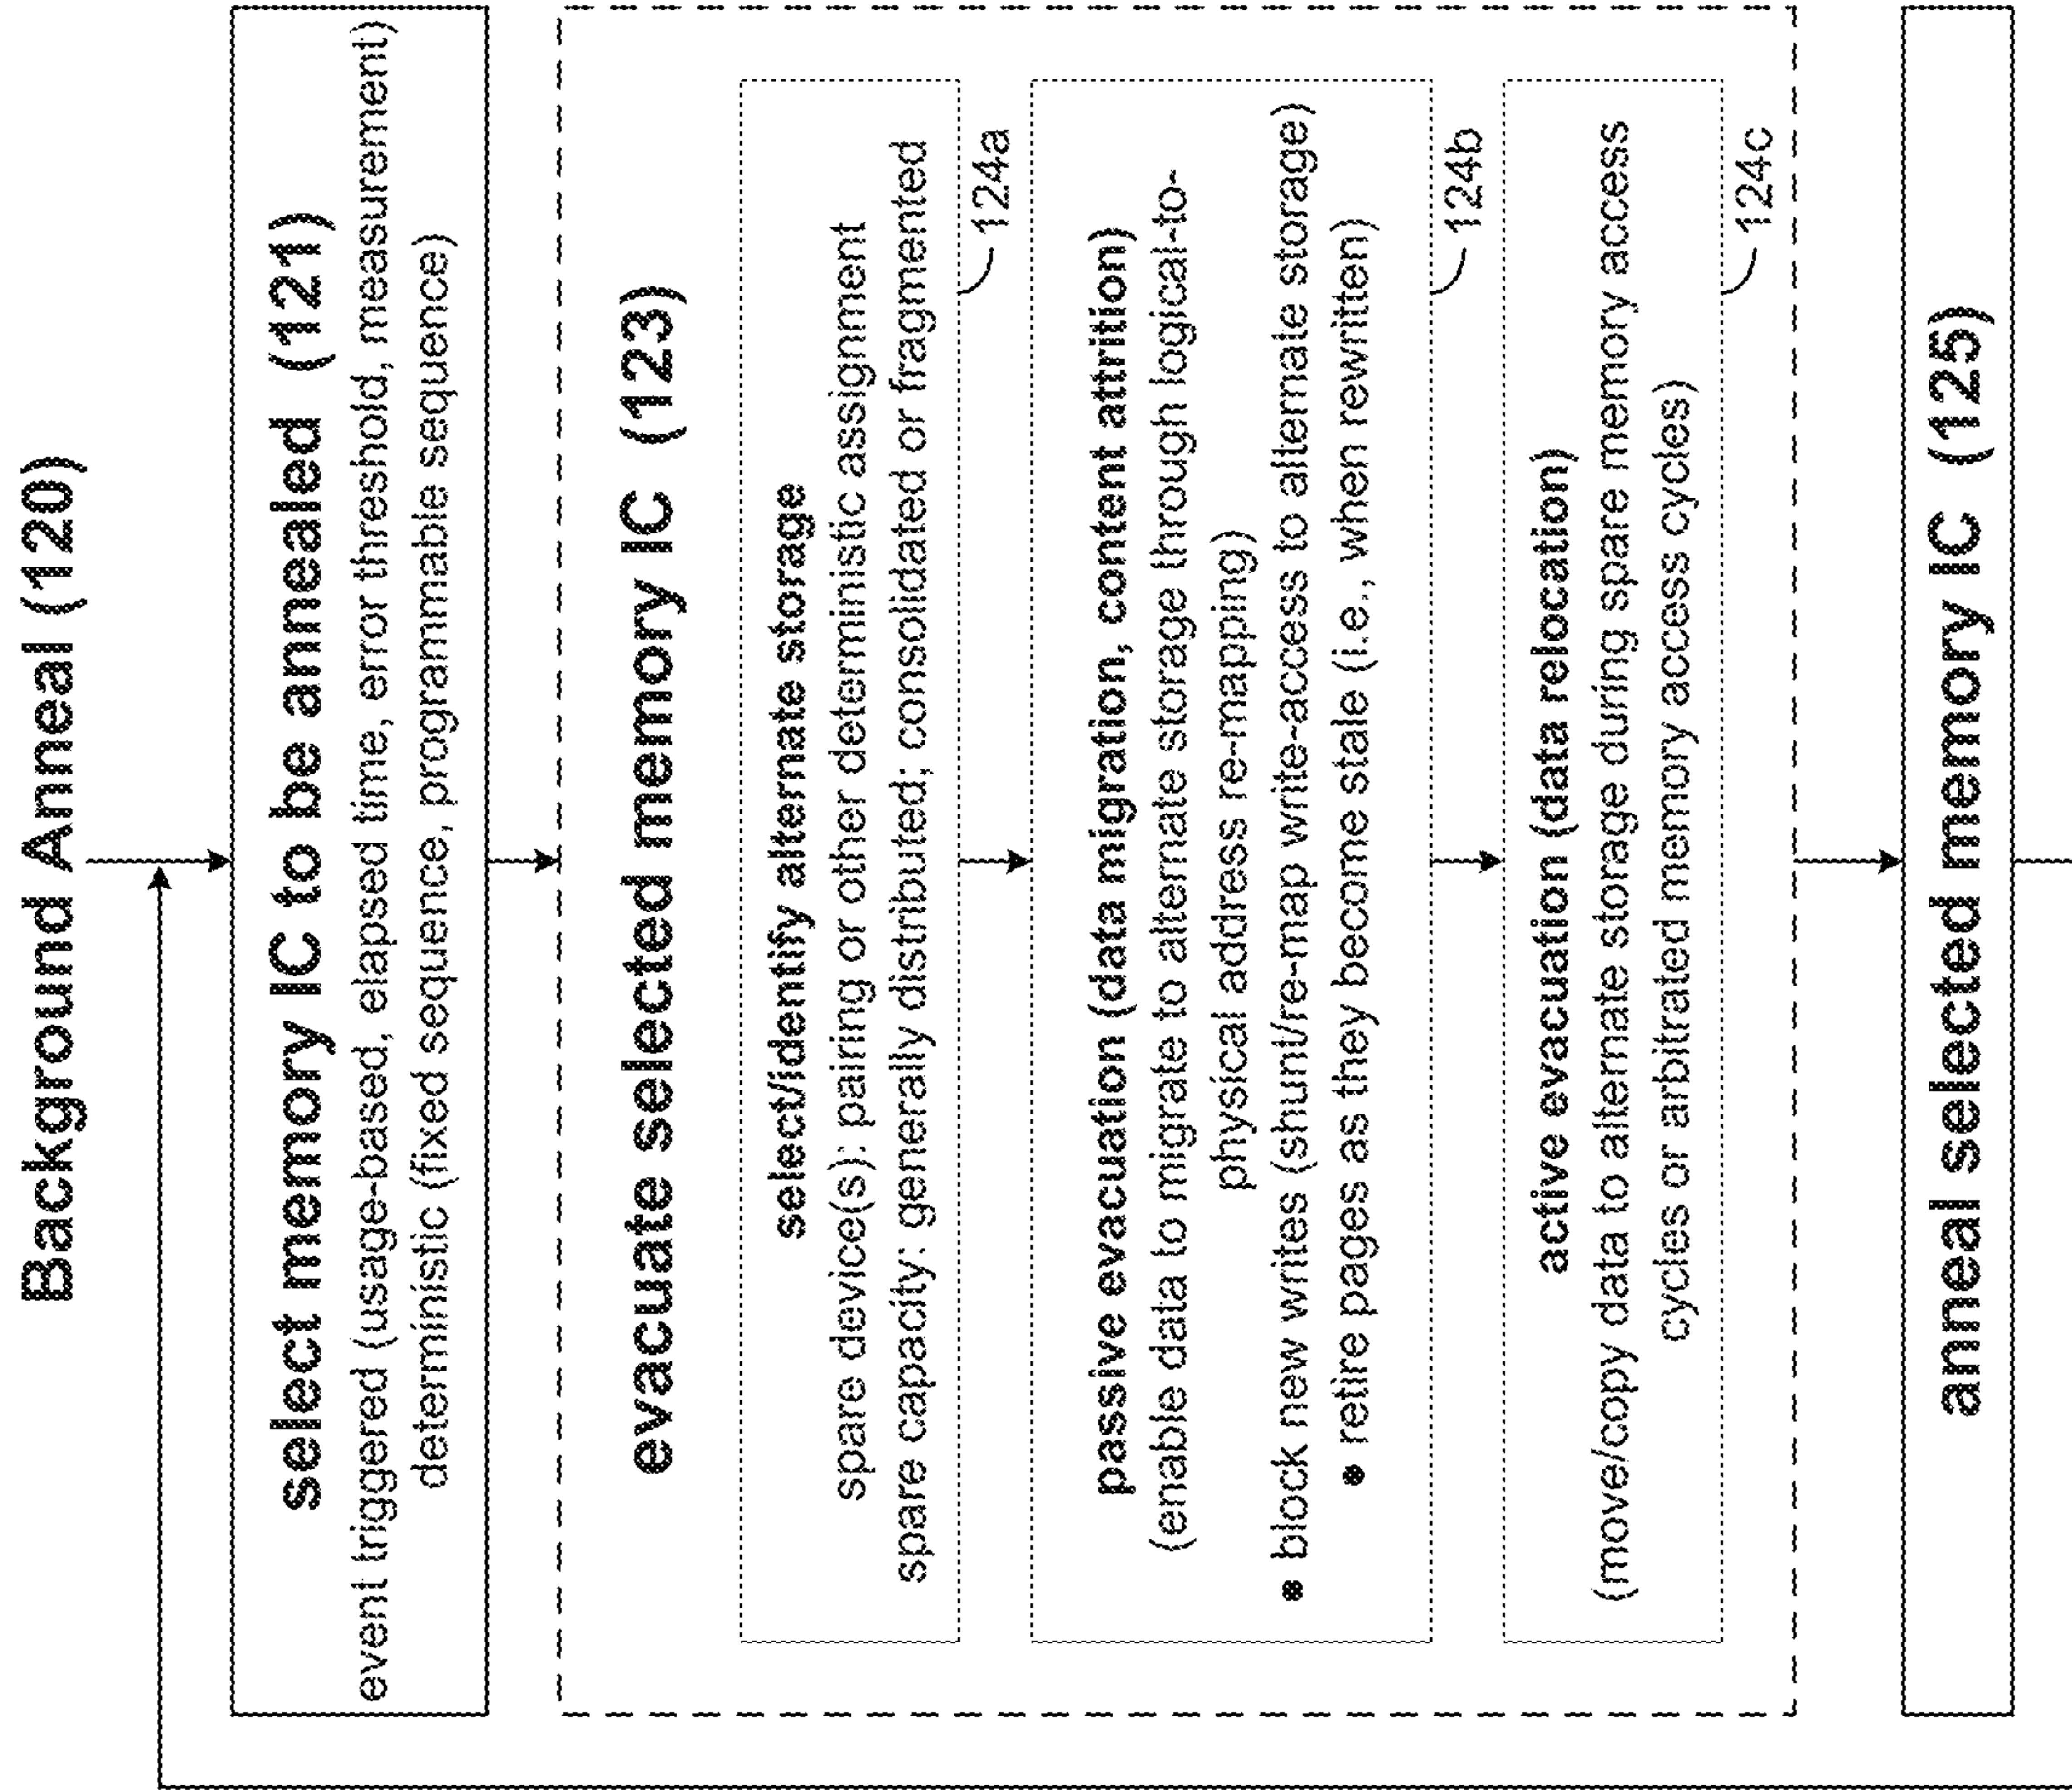 Background Anneal (120)
select memory IC to be annealed (121)
event triggered (usage-based, elapsed time, error threshold, measurement)
deterministic (fixed sequence, programmable sequence)
evacuate selected memory IC (123)
select/identify alternate storage
spare device(s): pairing or other deterministic assignment
spare capacity: generally distributed; consolidated or fragmented
124a
passive evacuation (data migration, content attrition)
(enable data to migrate to alternate storage through logical-to-
physical address re-mapping)
• block new writes (shunt/re-map write-access to alternate storage)
• retire pages as they become stale (i.e., when rewritten)
124b
active evacuation (data relocation)
(move/copy data to alternate storage during spare memory access
cycles or arbitrated memory access cycles)
124c
anneal selected memory IC (125)